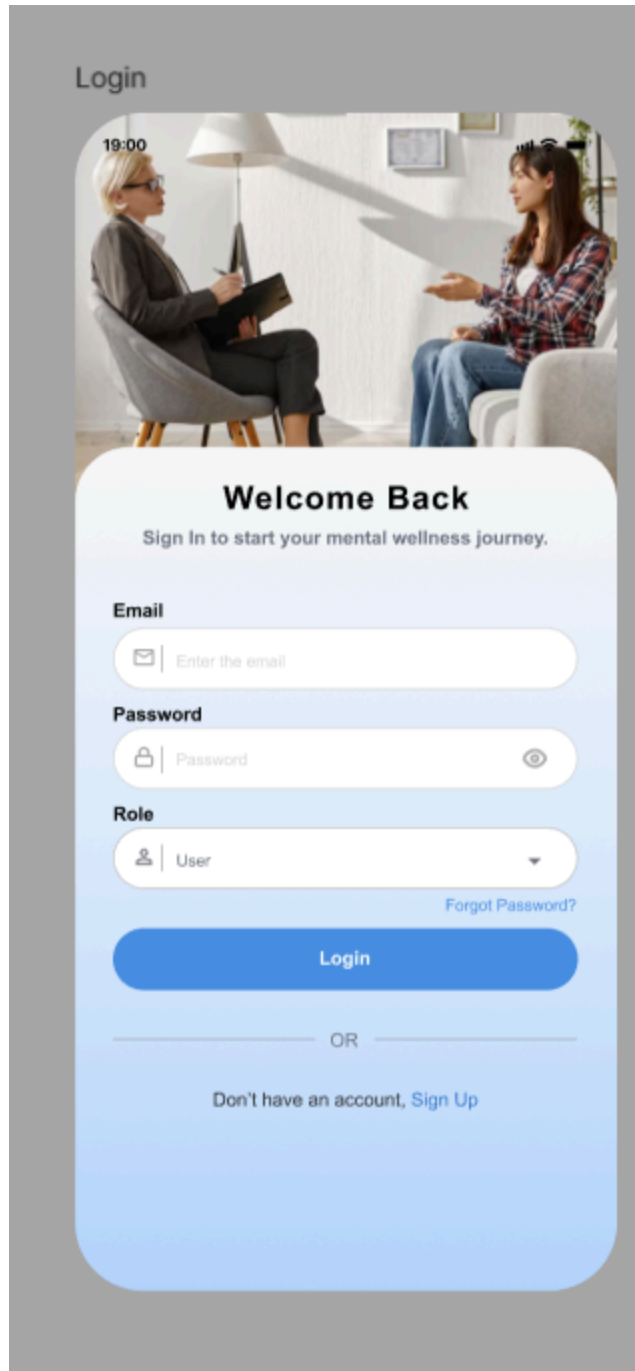 Login
19:00
Welcome Back
Sign In to start your mental wellness journey.
Email
Enter the email
Password
Password
Role
User
Forgot Password?
Login
OR
Don't have an account, Sign Up